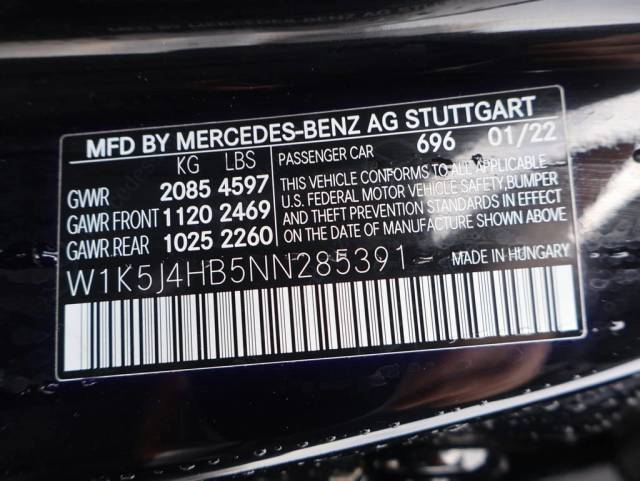 MFD BY MERCEDES-BENZ AG STUTTGART
KG LBS
GVWR 2085 4597
GAWR FRONT 1120 2469
GAWR.REAR 1025 2260
PASSENGER CAR 696 01/22
THIS VEHICLE CONFORMS TO ALL APPLICABLE
U.S. FEDERAL MOTOR VEHICLE SAFETY, BUMPER
AND THEFT PREVENTION STANDARDS IN EFFECT
ON THE DATE OF MANUFACTURE SHOWN ABOVE
W1K5J4HB5NN285391 - MADE IN HUNGARY